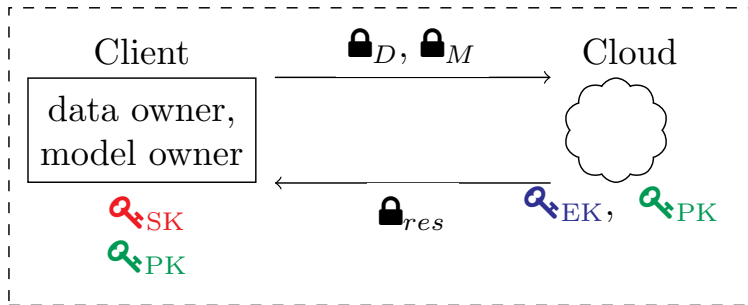 Client
D, M
Cloud
data owner,
model owner
SK
PK
res
EK, PK